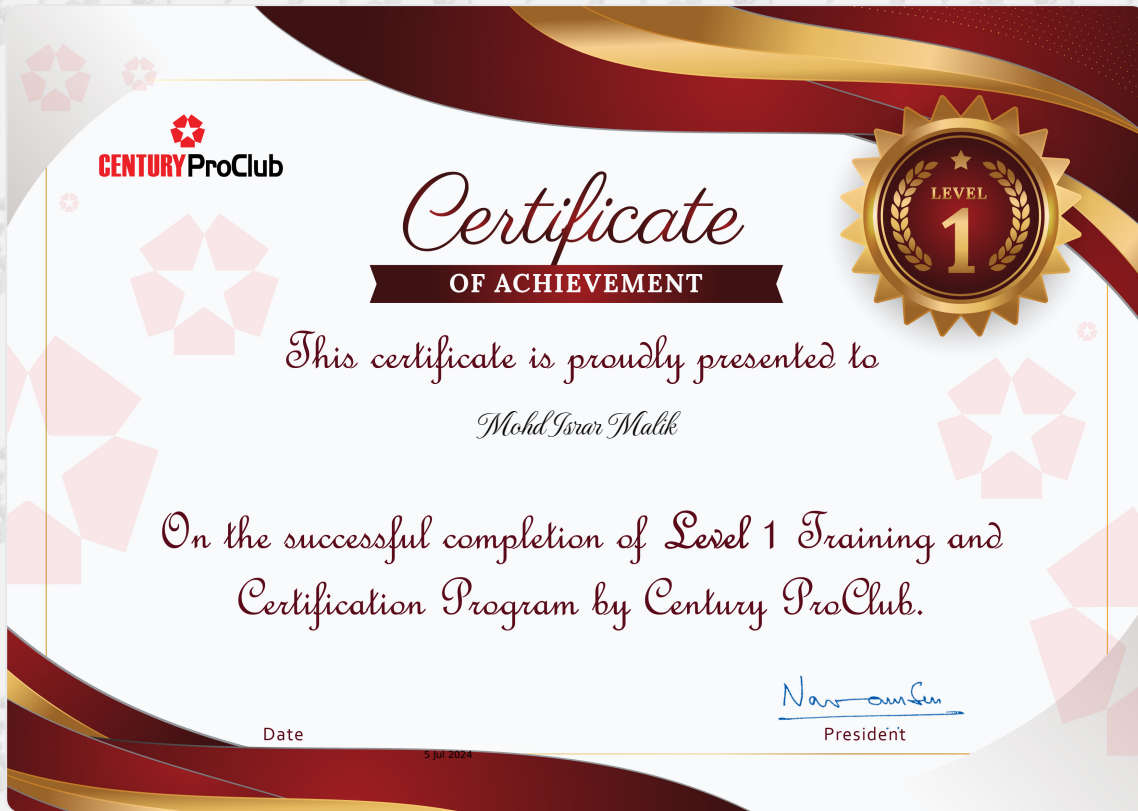 CENTURY ProClub
LEVEL
1
Certificate
OF ACHIEVEMENT
This certificate is proudly presented to
Mohd Israr Malik
On the successful completion of Level 1 Training and
Certification Program by Century ProClub.
Date
President
5 Jul 2024